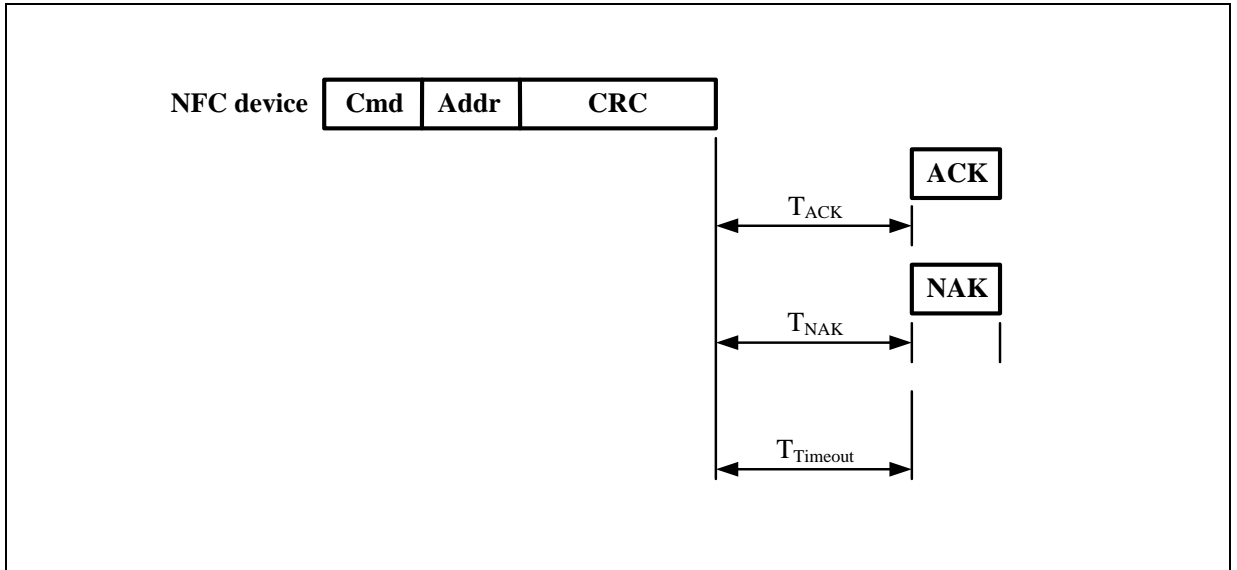 NFC device Cmd Addr CRC
ACK
TACK
NAK
TNAK
TTimeout